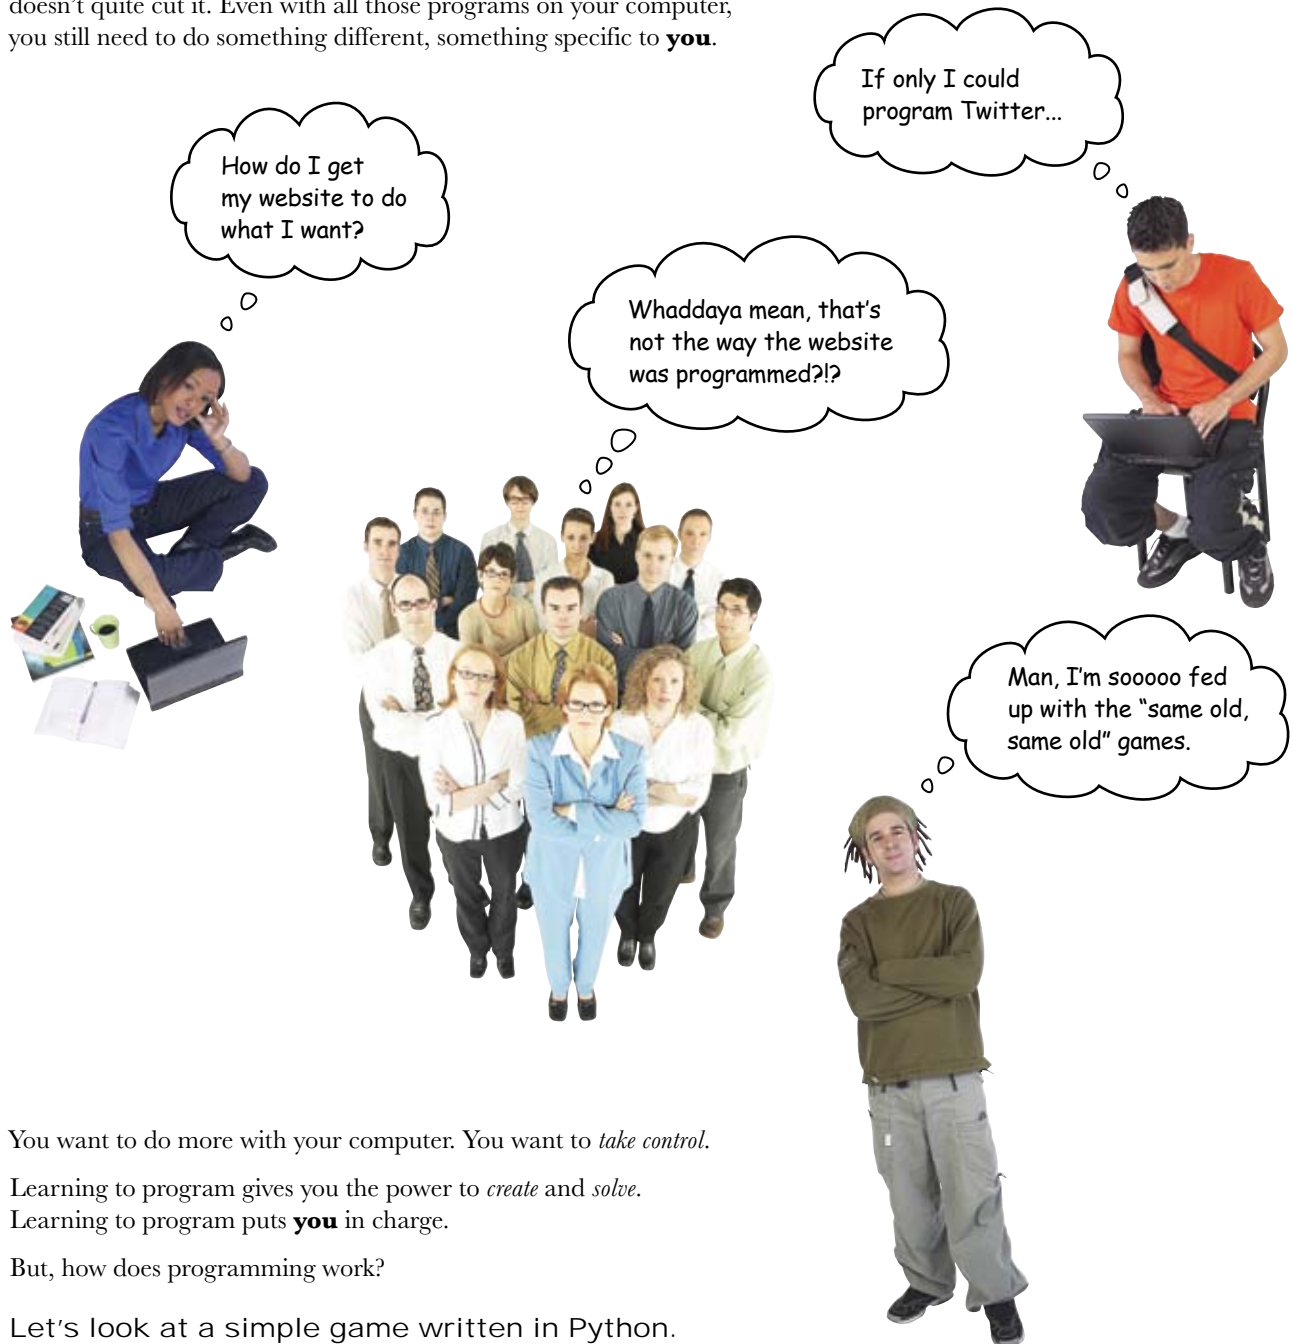 doesn't quite cut it. Even with all those programs on your computer,
you still need to do something different, something specific to you.
If only I could
program Twitter...
How do I get
my website to do
what I want?
Whaddaya mean, that's
not the way the website
was programmed?!?
Man, I'm sooooo fed
up with the “same old,
same old” games.
You want to do more with your computer. You want to take control.
Learning to program gives you the power to create and solve.
Learning to program puts you in charge.
But, how does programming work?
Let's look at a simple game written in Python.